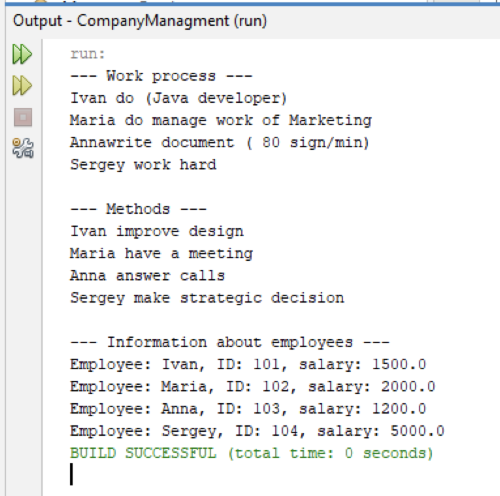 Output - CompanyManagment (run)
run:
--- Work process ---
Ivan do (Java developer)
Maria do manage work of Marketing
Annawrite document ( 80 sign/min)
Sergey work hard
--- Methods ---
Ivan improve design
Maria have a meeting
Anna answer calls
Sergey make strategic decision
--- Information about employees ---
Employee: Ivan, ID: 101, salary: 1500.0
Employee: Maria, ID: 102, salary: 2000.0
Employee: Anna, ID: 103, salary: 1200.0
Employee: Sergey, ID: 104, salary: 5000.0
BUILD SUCCESSFUL (total time: 0 seconds)